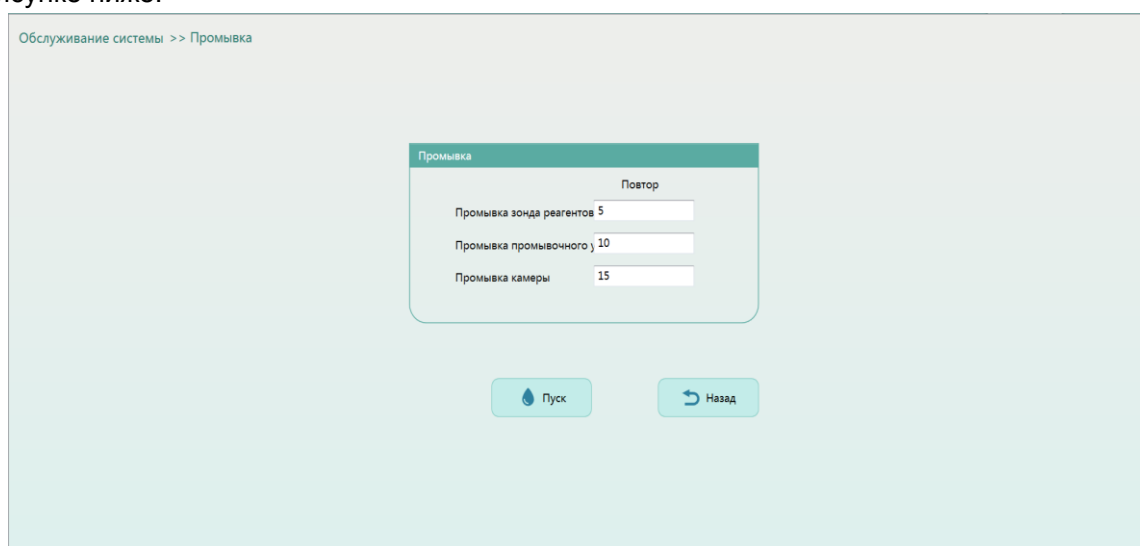 Обслуживание системы >> Промывка
Промывка
Повтор
Промывка зонда реагентов 5
Промывка промывочного у 10
Промывка камеры 15
Пуск Назад